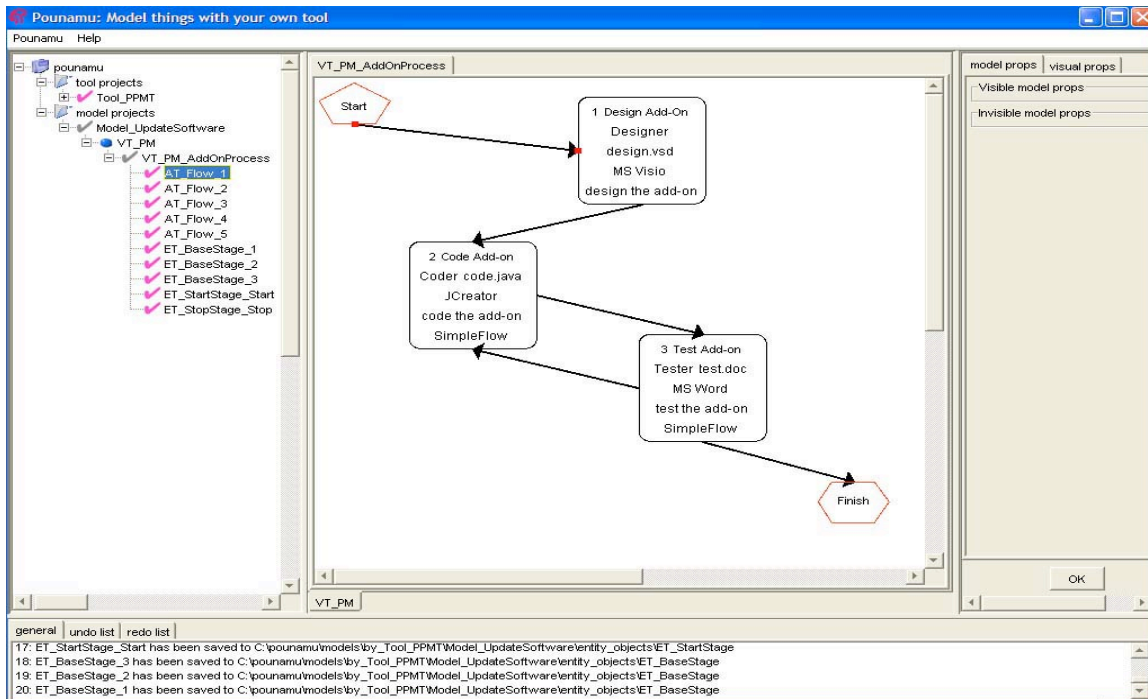 Pounamu: Model things with your own tool
Pounamu Help
pounamu
tool projects
Tool_PPMT
model projects
Model_UpdateSoftware
VT_PM
VT_PM_AddOnProcess
AT_Flow_1
AT_Flow_2
AT_Flow_3
AT_Flow_4
AT_Flow_5
ET_BaseStage_1
ET_BaseStage_2
ET_BaseStage_3
ET_StartStage_Start
ET_StopStage_Stop
VT_PM_AddOnProcess
Start
1 Design Add-On
Designer
design.vsd
MS Visio
design the add-on
2 Code Add-on
Coder code.java
JCreator
code the add-on
SimpleFlow
3 Test Add-on
Tester test.doc
MS Word
test the add-on
SimpleFlow
Finish
VT_PM
model props visual props
Visible model props
Invisible model props
OK
general undo list redo list
17: ET_StartStage_Start has been saved to C:\pounamu\models\by_Tool_PPMT\Model_UpdateSoftware\entity_objects\ET_StartStage
18: ET_BaseStage_3 has been saved to C:\pounamu\models\by_Tool_PPMT\Model_UpdateSoftware\entity_objects\ET_BaseStage
19: ET_BaseStage_2 has been saved to C:\pounamu\models\by_Tool_PPMT\Model_UpdateSoftware\entity_objects\ET_BaseStage
20: ET_BaseStage_1 has been saved to C:\pounamu\models\by_Tool_PPMT\Model_UpdateSoftware\entity_objects\ET_BaseStage